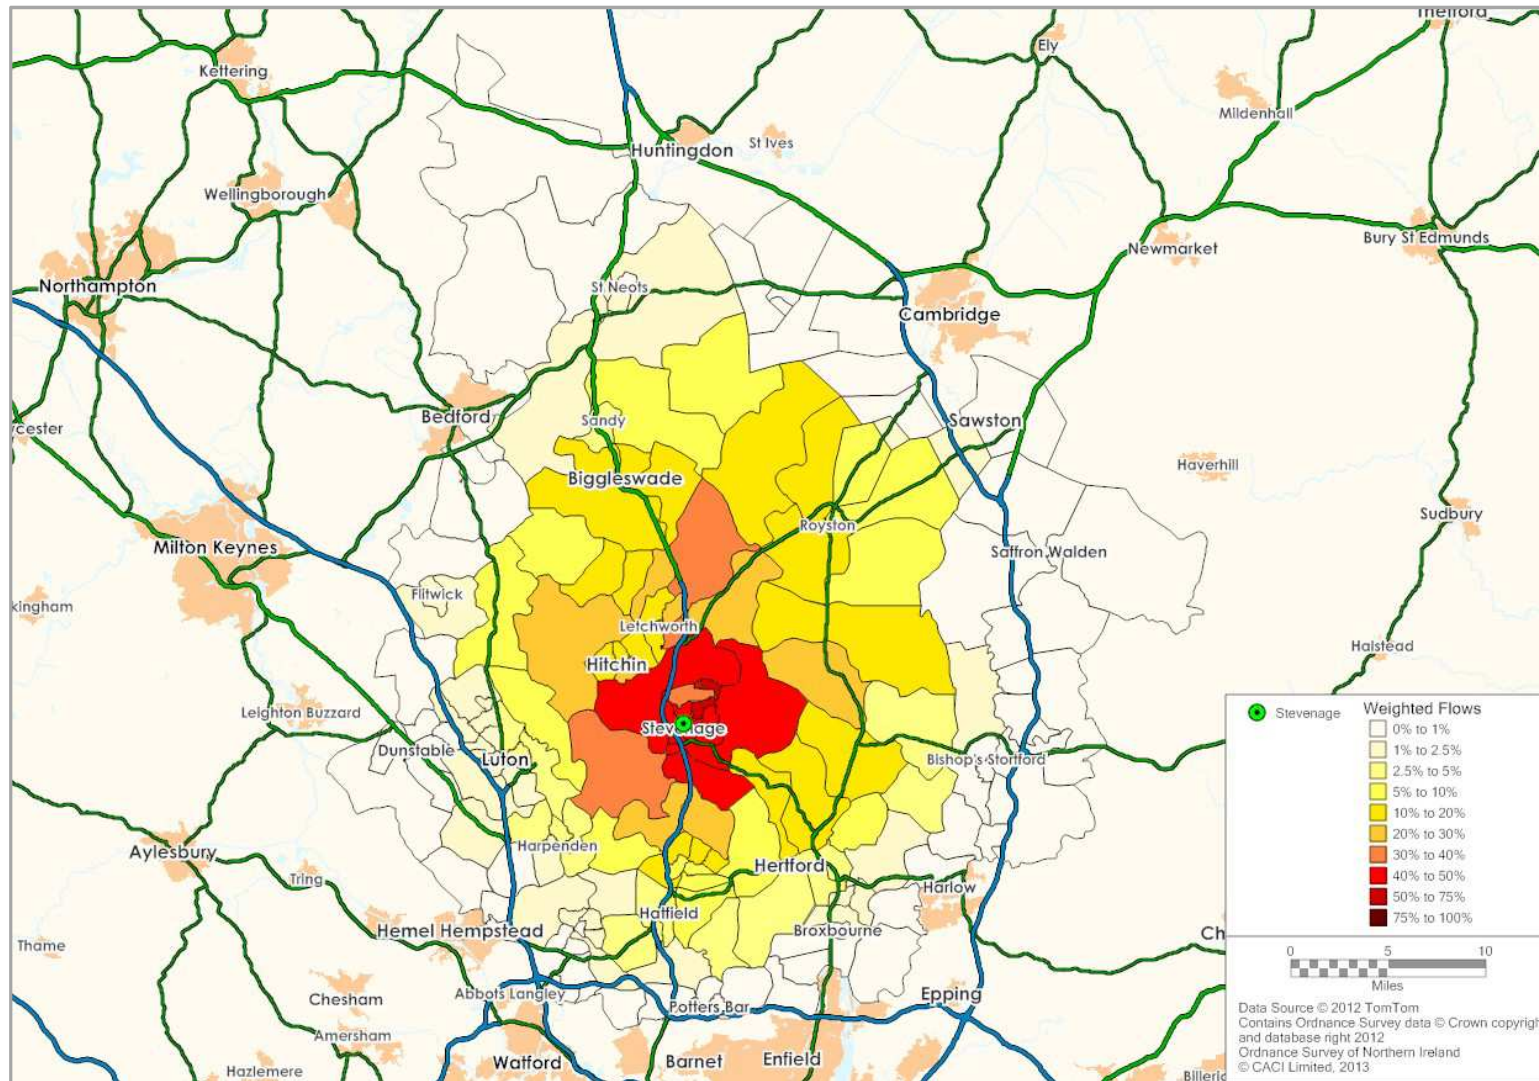 Thetford
Ely
Kettering
Mildenhall
Huntingdon
St Ives
Wellingborough
Newmarket
Bury St Edmunds
Northampton
St Neots
Cambridge
Bedford
Sandy
Sawston
cester
Haverhill
Biggleswade
Sudbury
Royston
Milton Keynes
Saffron Walden
Flitwick
kingham
Letchworth
Halstead
Hitchin
Leighton Buzzard
Stevenage
Dunstable
Luton
Bishop's Stortford
Harpenden
Aylesbury
Hertford
Tring
Harlow
Hatfield
Hemel Hempstead
Broxbourne
Ch
Thame
Abbots Langley
Epping
Chesham
Potters Bar
Amersham
Watford
Barnet
Enfield
Hazlemere
Billeric
Stevenage
Weighted Flows
0% to 1%
1% to 2.5%
2.5% to 5%
5% to 10%
10% to 20%
20% to 30%
30% to 40%
40% to 50%
50% to 75%
75% to 100%
0 5 10
Miles
Data Source © 2012 TomTom
Contains Ordnance Survey data © Crown copyrigh
and database right 2012
Ordnance Survey of Northern Ireland
© CACI Limited, 2013